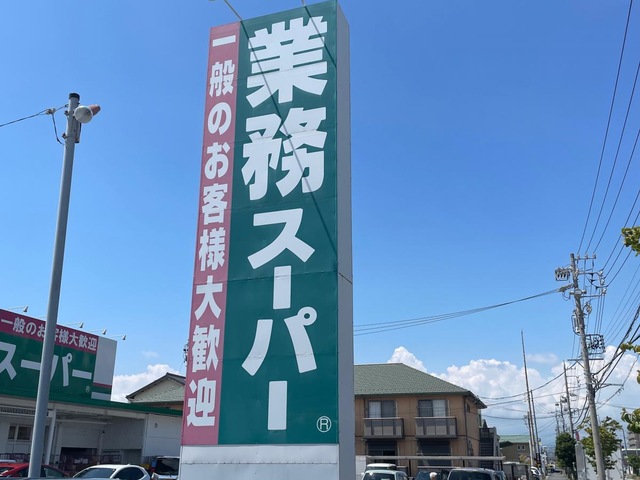 業務スーパー
一般のお客様大歓迎
®
一般のお客様大歓迎
スーパー